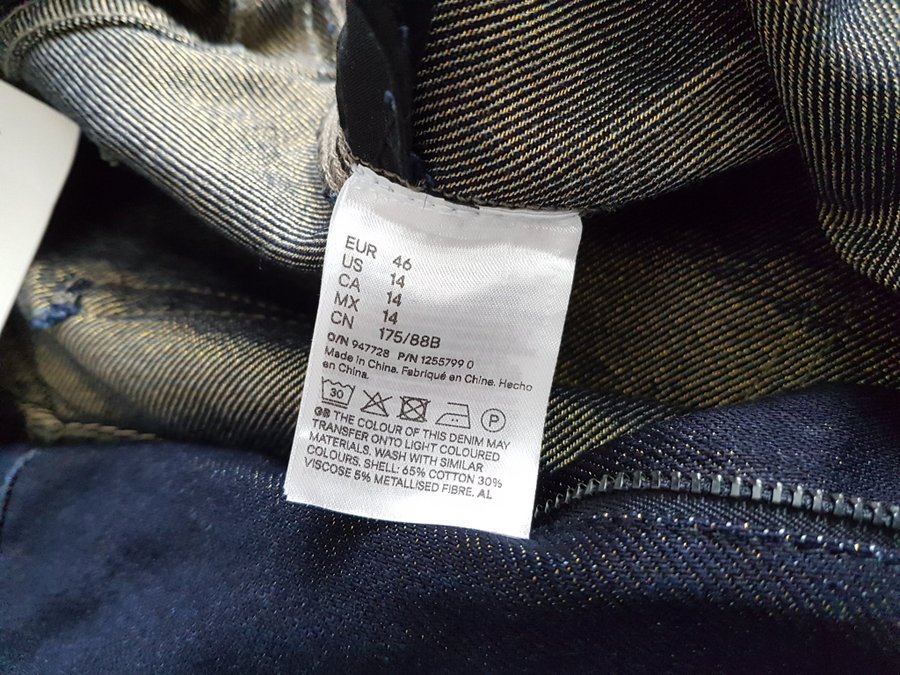 EUR 46
US 14
CA 14
MX 14
CN 175/88B
O/N 947728 P/N 1255799 0
Made in China. Fabriqué en Chine. Hecho
en China.
30 P
GB THE COLOUR OF THIS DENIM MAY
TRANSFER ONTO LIGHT COLOURED
MATERIALS. WASH WITH SIMILAR
COLOURS. SHELL: 65% COTTON 30%
VISCOSE 5% METALLISED FIBRE. AL